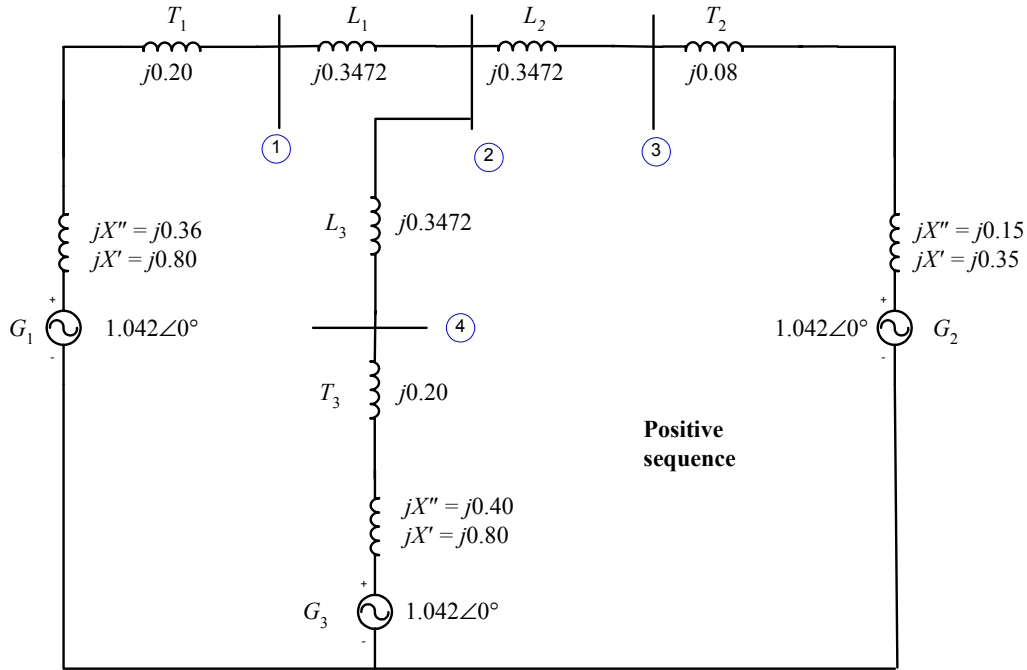 T₁
L₁
L₂
T₂
j0.20
j0.3472
j0.3472
j0.08
1
2
3
L₃
j0.3472
jX″ = j0.36
jX′ = j0.80
jX″ = j0.15
jX′ = j0.35
+
G₁
1.042∠0°
-
4
+
1.042∠0°
G₂
-
T₃
j0.20
Positive
sequence
jX″ = j0.40
jX′ = j0.80
+
G₃
1.042∠0°
-